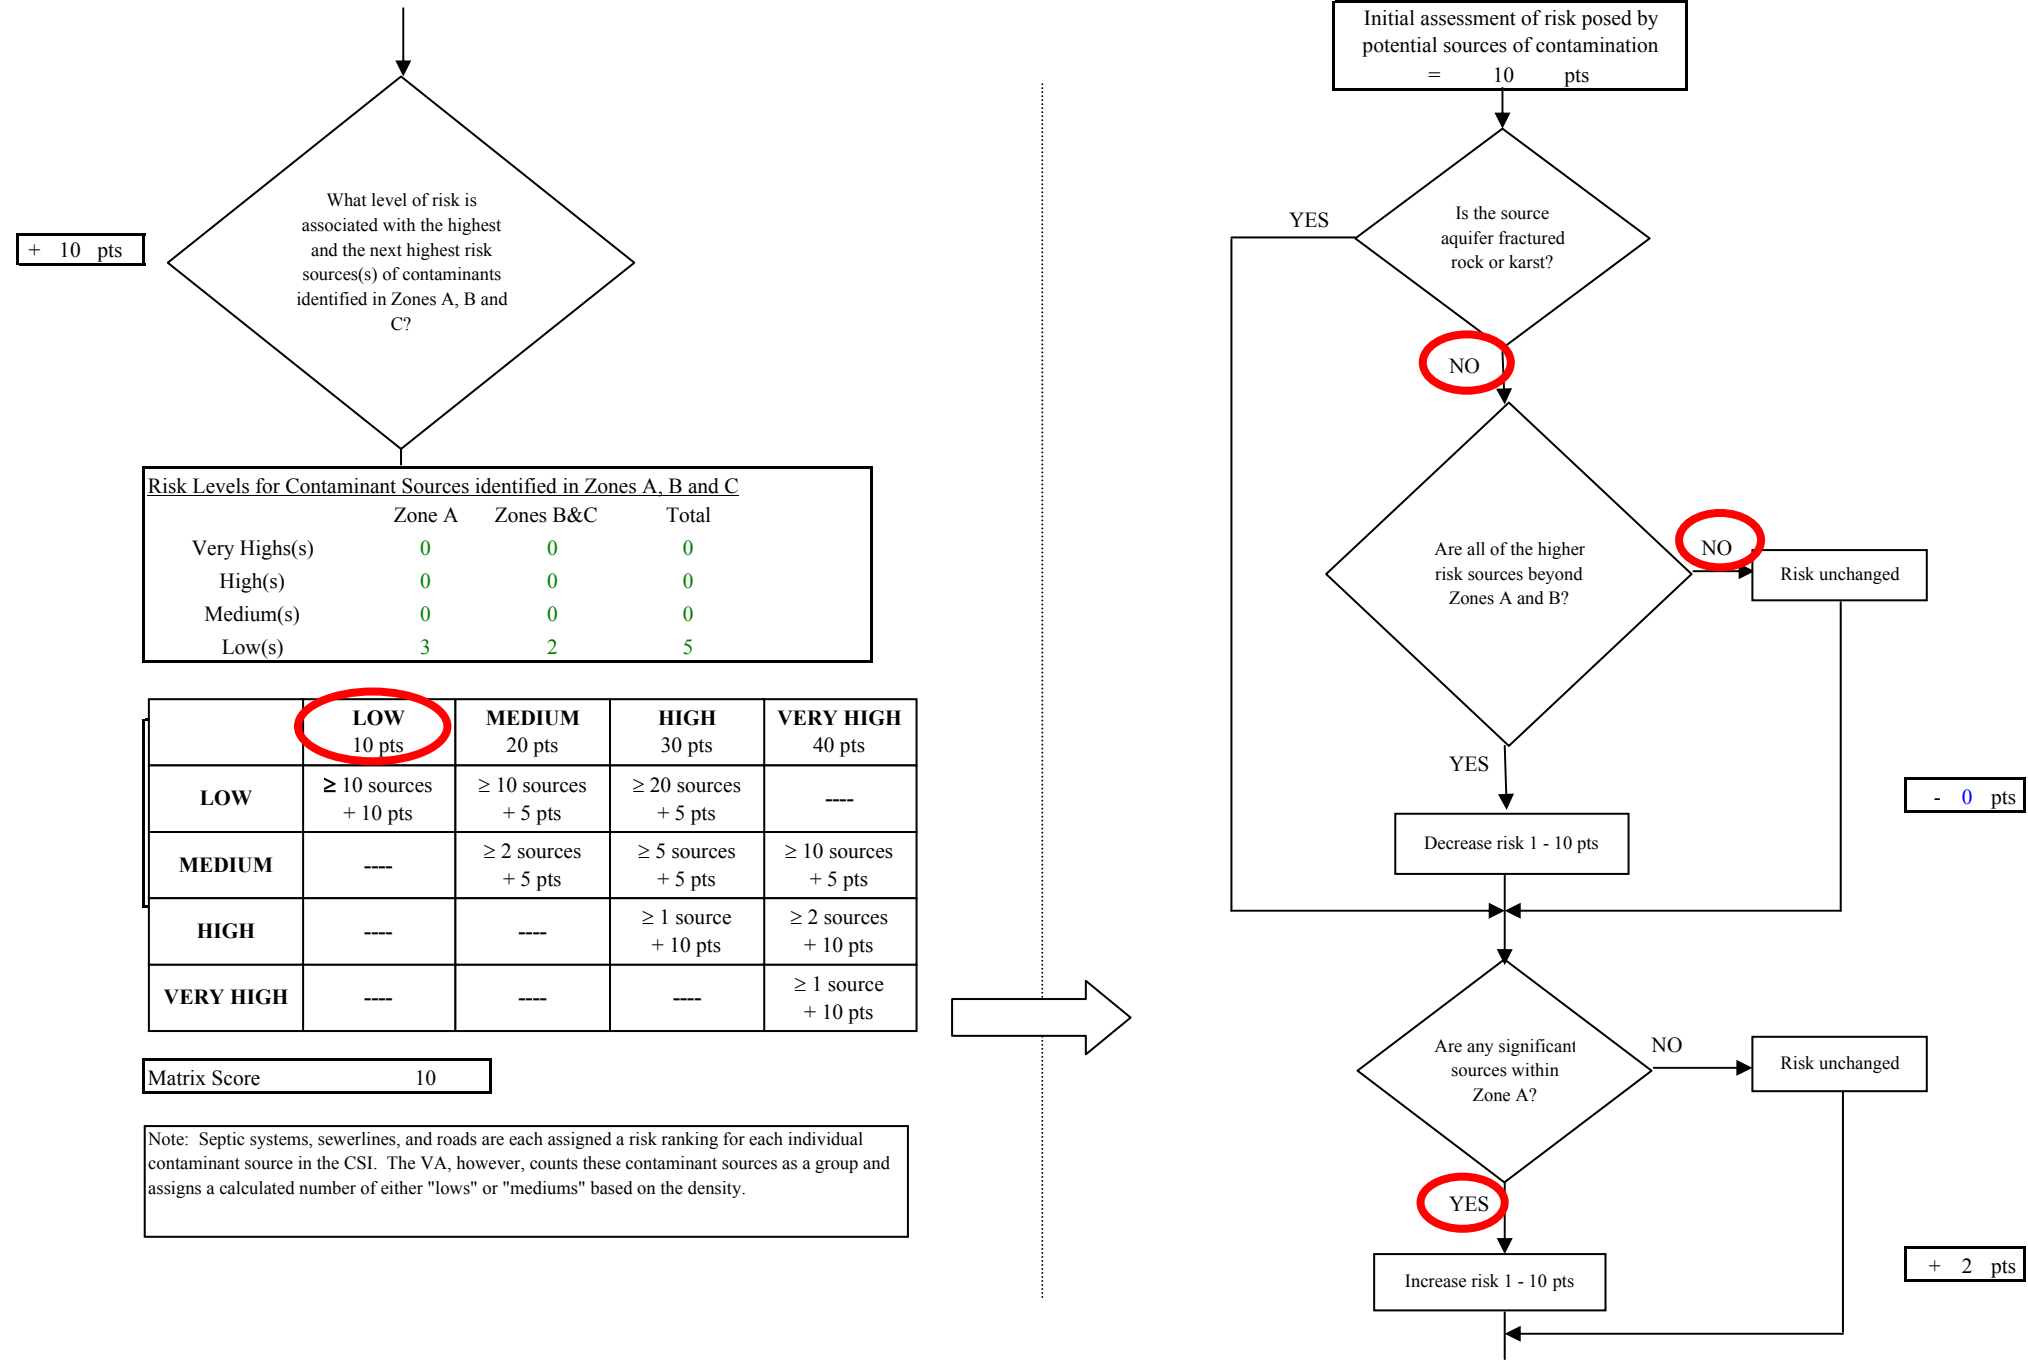 + 10 pts
What level of risk is
associated with the highest
and the next highest risk
sources(s) of contaminants
identified in Zones A, B and
C?
Risk Levels for Contaminant Sources identified in Zones A, B and C
Zone A Zones B&C Total
Very Highs(s) 0 0 0
High(s) 0 0 0
Medium(s) 0 0 0
Low(s) 3 2 5
LOW MEDIUM HIGH VERY HIGH
10 pts 20 pts 30 pts 40 pts
LOW ≥ 10 sources ≥ 10 sources ≥ 20 sources ----
+ 10 pts + 5 pts + 5 pts
MEDIUM ---- ≥ 2 sources ≥ 5 sources ≥ 10 sources
+ 5 pts + 5 pts + 5 pts
HIGH ---- ---- ≥ 1 source ≥ 2 sources
+ 10 pts + 10 pts
VERY HIGH ---- ---- ---- ≥ 1 source
+ 10 pts
Matrix Score 10
Note: Septic systems, sewerlines, and roads are each assigned a risk ranking for each individual
contaminant source in the CSI. The VA, however, counts these contaminant sources as a group and
assigns a calculated number of either "lows" or "mediums" based on the density.
Initial assessment of risk posed by
potential sources of contamination
= 10 pts
Is the source
aquifer fractured
rock or karst?
YES
NO
Are all of the higher
risk sources beyond
Zones A and B?
NO
Risk unchanged
YES
- 0 pts
Decrease risk 1 - 10 pts
Are any significant
sources within
Zone A?
NO
Risk unchanged
YES
+ 2 pts
Increase risk 1 - 10 pts